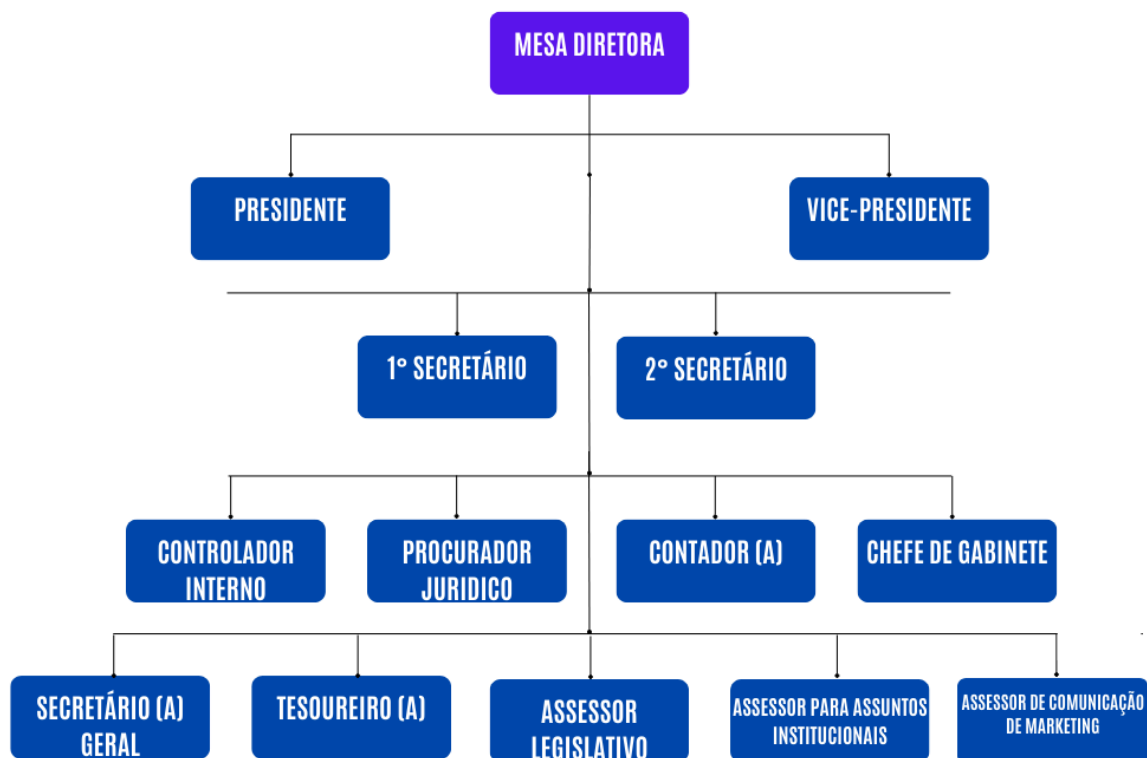 MESA DIRETORA
PRESIDENTE
VICE-PRESIDENTE
1° SECRETÁRIO
2° SECRETÁRIO
CONTROLADOR
INTERNO
PROCURADOR
JURIDICO
CONTADOR (A)
CHEFE DE GABINETE
SECRETÁRIO (A)
GERAL
TESOUREIRO (A)
ASSESSOR
LEGISLATIVO
ASSESSOR PARA ASSUNTOS
INSTITUCIONAIS
ASSESSOR DE COMUNICAÇÃO
DE MARKETING